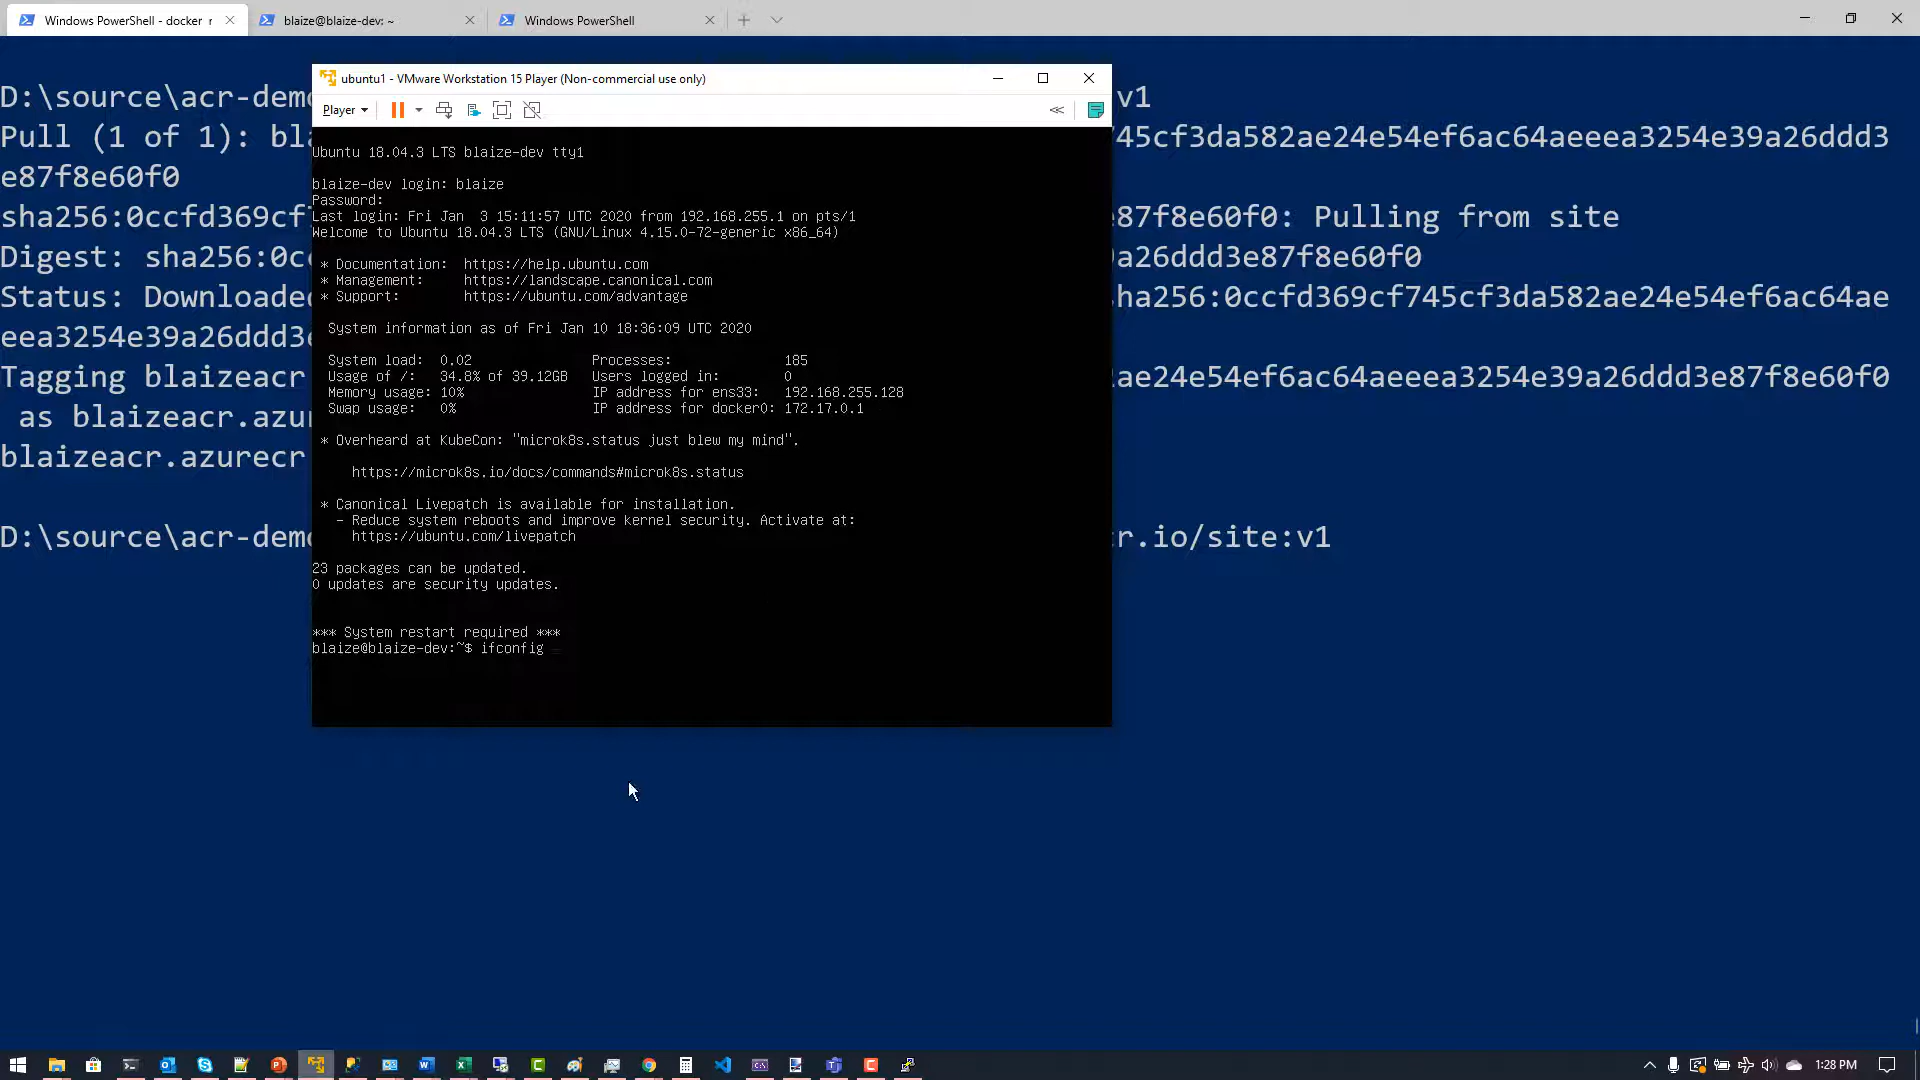 Windows PowerShell - docker r
blaize@blaize-dev: ~
Windows PowerShell
ubuntu1 - VMware Workstation 15 Player (Non-commercial use only)
Player
D:\source\acr-demo
v1
Pull (1 of 1): bla
745cf3da582ae24e54ef6ac64aeeea3254e39a26ddd3
e87f8e60f0
sha256:0ccfd369cf
e87f8e60f0: Pulling from site
Digest: sha256:0cc
a26ddd3e87f8e60f0
Status: Downloaded
sha256:0ccfd369cf745cf3da582ae24e54ef6ac64ae
eea3254e39a26ddd3e
Tagging blaizeacr
ae24e54ef6ac64aeeea3254e39a26ddd3e87f8e60f0
as blaizeacr.azur
blaizeacr.azurecr
D:\source\acr-demo
cr.io/site:v1
Ubuntu 18.04.3 LTS blaize-dev tty1
blaize-dev login: blaize
Password:
Last login: Fri Jan  3 15:11:57 UTC 2020 from 192.168.255.1 on pts/1
Welcome to Ubuntu 18.04.3 LTS (GNU/Linux 4.15.0-72-generic x86_64)
* Documentation:  https://help.ubuntu.com
* Management:     https://landscape.canonical.com
* Support:        https://ubuntu.com/advantage
System information as of Fri Jan 10 18:36:09 UTC 2020
System load:  0.02               Processes:              185
Usage of /:   34.8% of 39.12GB   Users logged in:        0
Memory usage: 10%                IP address for ens33:   192.168.255.128
Swap usage:   0%                 IP address for docker0: 172.17.0.1
* Overheard at KubeCon: "microk8s.status just blew my mind".
https://microk8s.io/docs/commands#microk8s.status
* Canonical Livepatch is available for installation.
- Reduce system reboots and improve kernel security. Activate at:
https://ubuntu.com/livepatch
23 packages can be updated.
0 updates are security updates.
*** System restart required ***
blaize@blaize-dev:~$ ifconfig _
1:28 PM